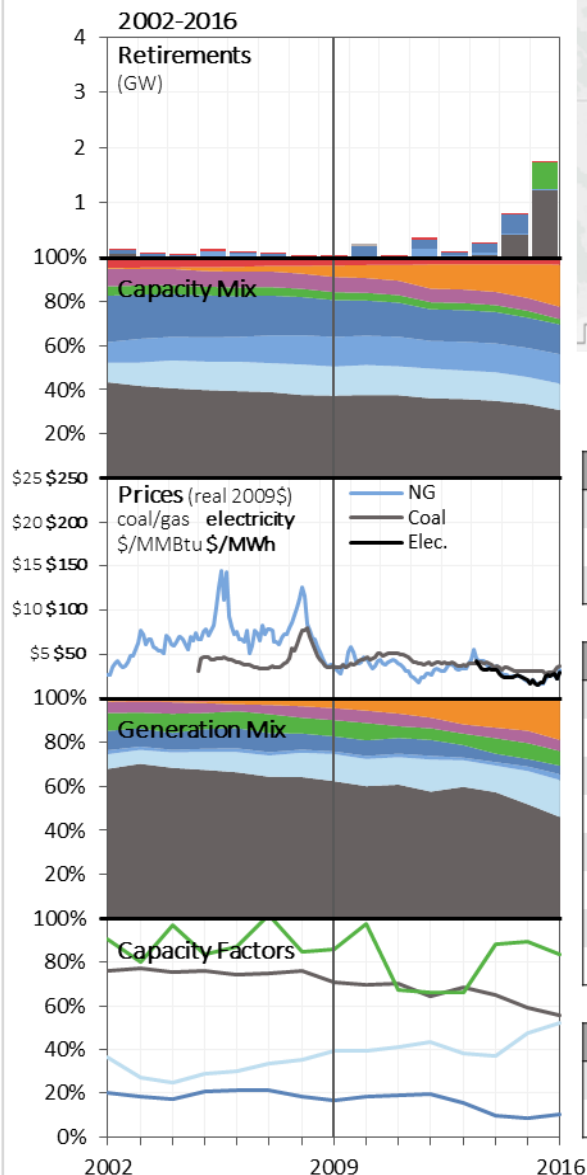 2002-2016
4
Retirements
(GW)
3
2
1
100%
Capacity Mix
80%
60%
40%
20%
$25 $250
Prices (real 2009$)
coal/gas electricity
$/MMBtu $/MWh
NG
Coal
Elec.
$20 $200
$15 $150
$10 $100
$5 $50
100%
Generation Mix
80%
60%
40%
20%
100%
Capacity Factors
80%
60%
40%
20%
0%
2002 2009 2016